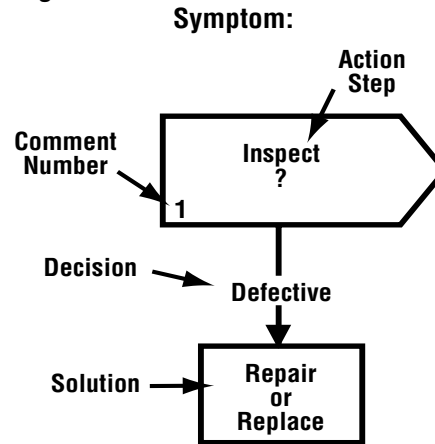 Symptom:
Action
Step
Comment
Number
Inspect
?
1
Decision
Defective
Solution
Repair
or
Replace